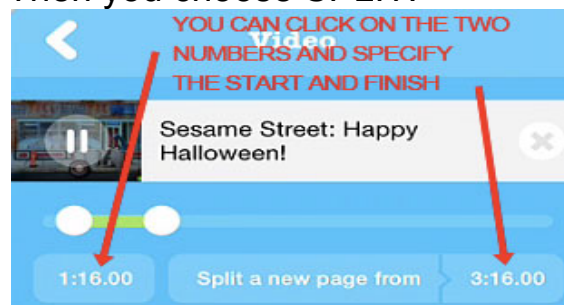 When you choose SPLIT:
YOU CAN CLICK ON THE TWO
Video
NUMBERS AND SPECIFY
THE START AND FINISH
Sesame Street: Happy
Halloween!
1:16.00
Split a new page from
3:16.00